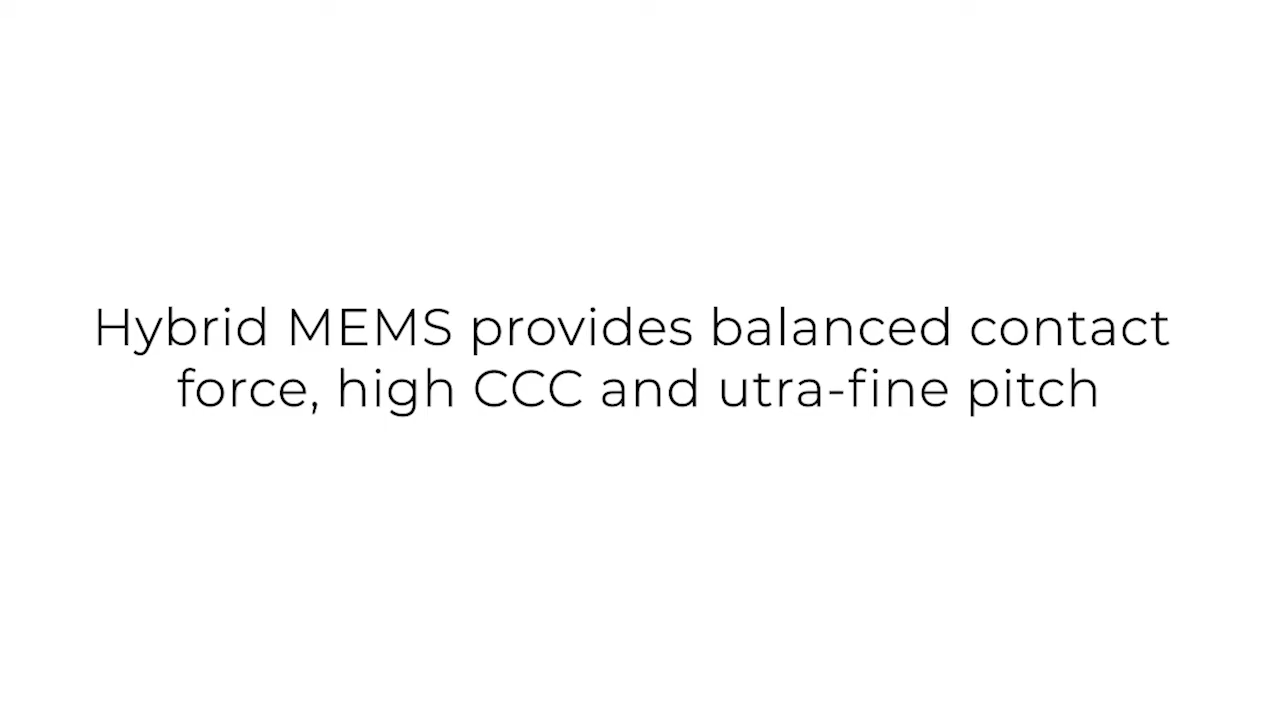 Hybrid MEMS provides balanced contact
force, high CCC and utra-fine pitch